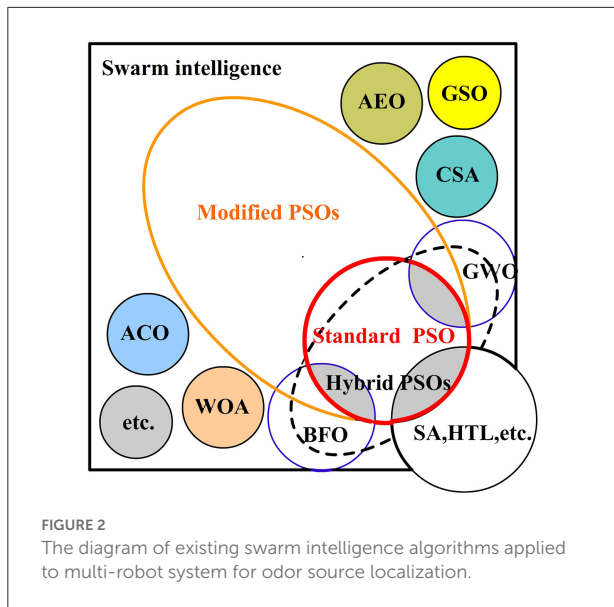 Swarm intelligence
AEO
GSO
CSA
Modified PSOs
GWO
ACO
Standard PSO
Hybrid PSOs
etc.
WOA
BFO
SA,HTL,etc.
FIGURE 2
The diagram of existing swarm intelligence algorithms applied
to multi-robot system for odor source localization.